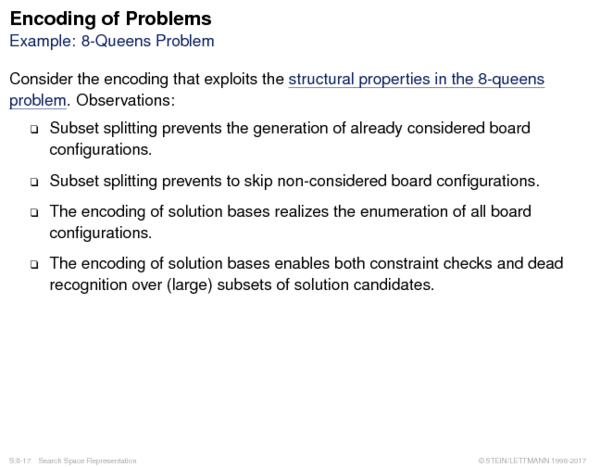 Encoding of Problems
Example: 8-Queens Problem
Consider the encoding that exploits the structural properties in the 8-queens
problem. Observations:
❑ Subset splitting prevents the generation of already considered board
configurations.
❑ Subset splitting prevents to skip non-considered board configurations.
❑ The encoding of solution bases realizes the enumeration of all board
configurations.
❑ The encoding of solution bases enables both constraint checks and dead
recognition over (large) subsets of solution candidates.
S:II-17 Search Space Representation © STEIN/LETTMANN 1998-2017